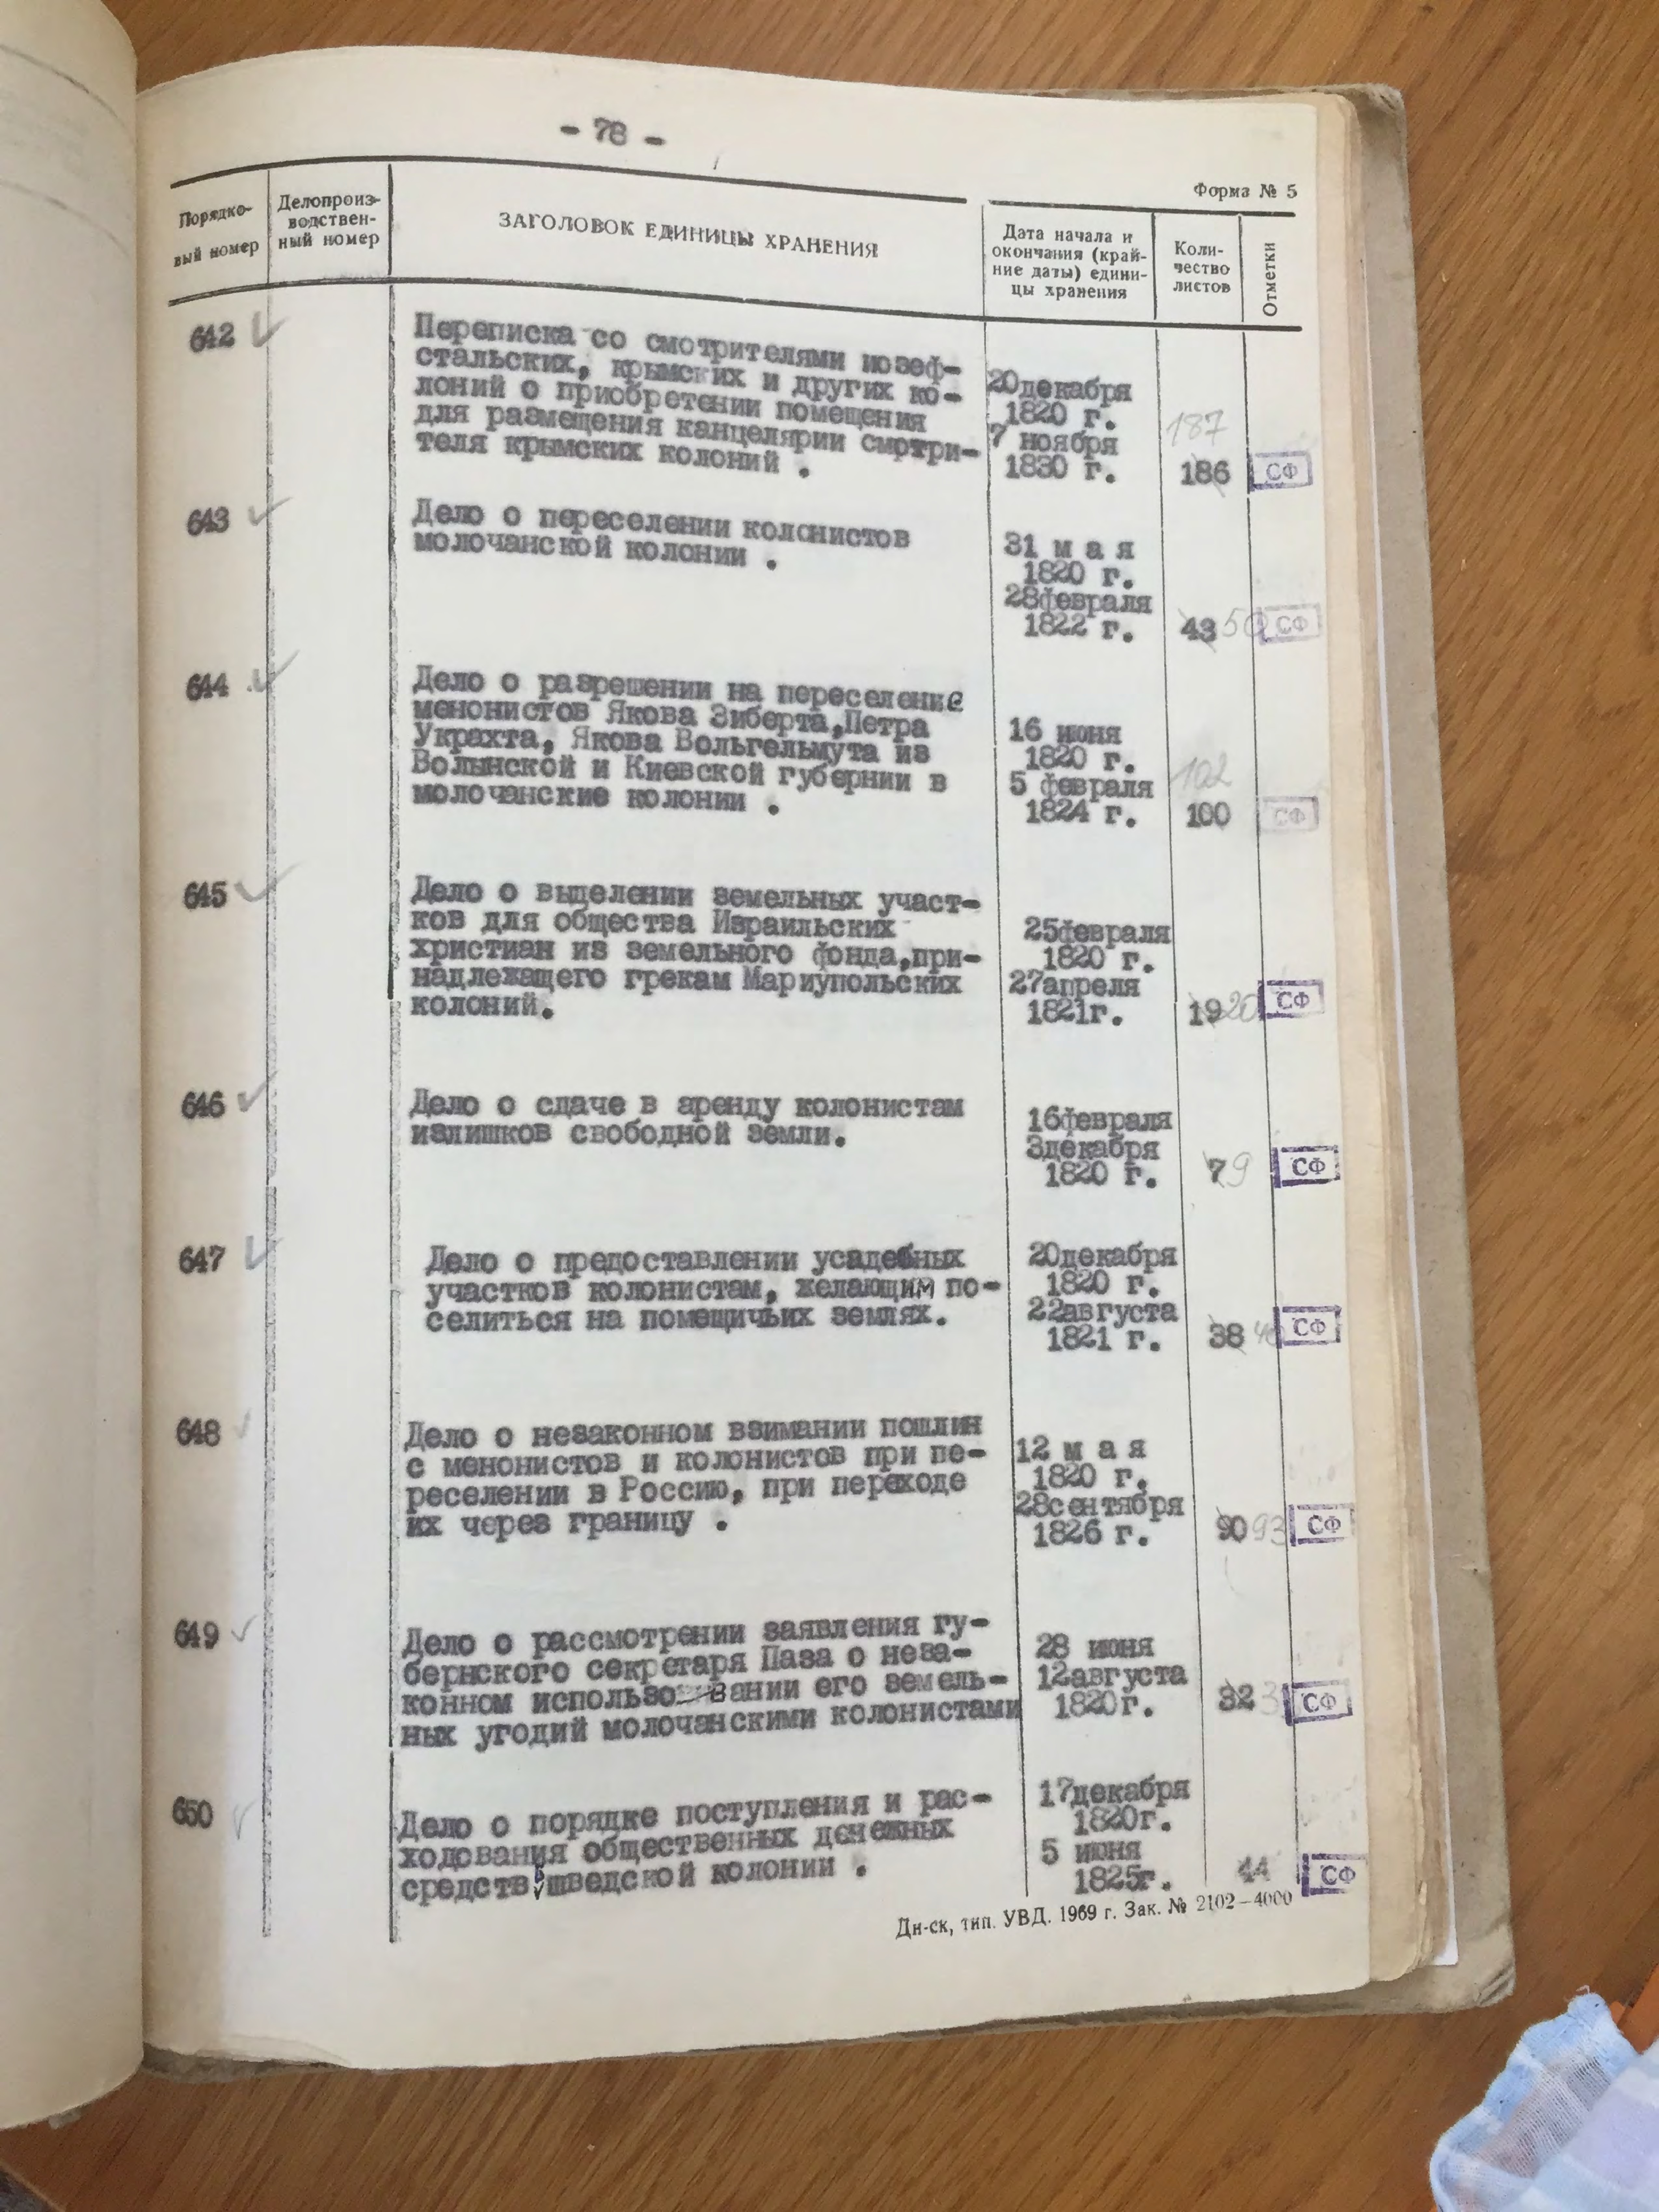 - 78 -
Форма № 5
Порядко-
вый номер
Делопроиз-
водствен-
ный номер
ЗАГОЛОВОК ЕДИНИЦЫ ХРАНЕНИЯ
Дата начала и
окончания (край-
ние даты) едини-
цы хранения
Коли-
чество
листов
Отметки
642
Переписка со смотрителями иозеф-
стальских, крымских и других ко-
лоний о приобретении помещения
для размещения канцелярии смотри-
теля крымских колоний .
20декабря
1820 г.
7 ноября
1830 г.
187
186
СФ
643
Дело о переселении колонистов
молочанской колонии .
31 м а я
1820 г.
28февраля
1822 г.
43 50
СФ
644
Дело о разрешении на переселение
менонистов Якова Зиберта,Петра
Украхта, Якова Вольгельмута из
Волынской и Киевской губернии в
молочанские колонии .
16 июня
1820 г.
5 февраля
1824 г.
102
100
СФ
645
Дело о выделении земельных участ-
ков для общества Израильских
христиан из земельного фонда,при-
надлежащего грекам Мариупольских
колоний.
25февраля
1820 г.
27апреля
1821г.
19 20
СФ
646
Дело о сдаче в аренду колонистам
излишков свободной земли.
16февраля
3декабря
1820 г.
7 9
СФ
647
Дело о предоставлении усадебных
участков колонистам, желающим по-
селиться на помещичьих землях.
20декабря
1820 г.
22августа
1821 г.
38
СФ
648
Дело о незаконном взимании пошлин
с менонистов и колонистов при пе-
реселении в Россию, при переходе
их через границу .
12 м а я
1820 г.
28сентября
1826 г.
90 93
СФ
649
Дело о рассмотрении заявления гу-
бернского секретаря Паза о неза-
конном использовании его земель-
ных угодий молочанскими колонистами
28 июня
12августа
1820г.
32
СФ
650
Дело о порядке поступления и рас-
ходования общественных денежных
средств в шведской колонии .
17декабря
1820г.
5 июня
1825г.
44
СФ
Дн-ск, тип. УВД. 1969 г. Зак. № 2102-4000